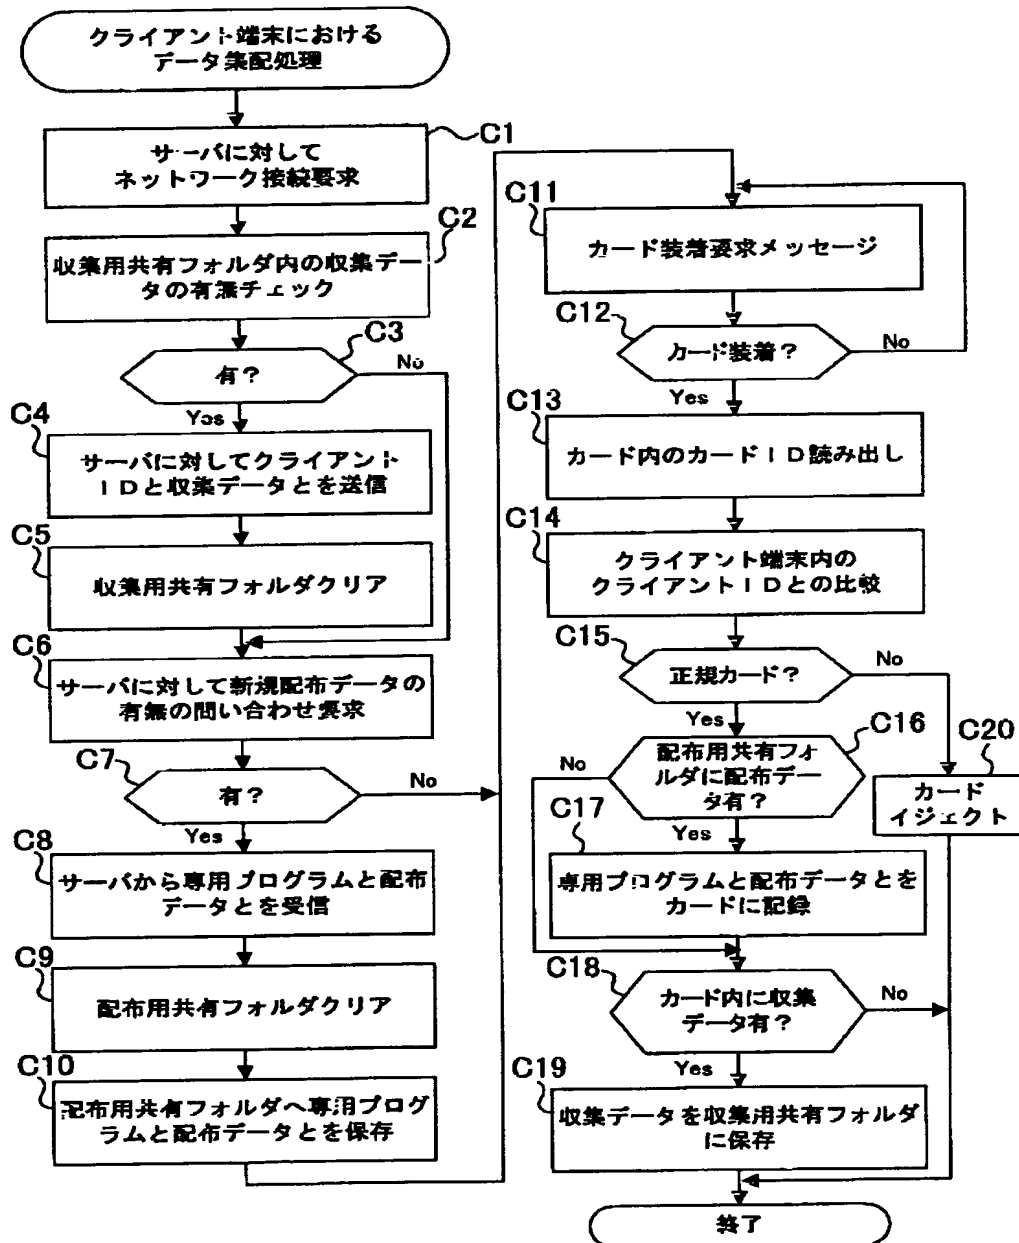 クライアント端末における
データ集配処理
C1
サーバに対して
ネットワーク接続要求
C2
収集用共有フォルダ内の収集デー
タの有無チェック
C3
有?
No
Yes
C4
サーバに対してクライアント
IDと収集データとを送信
C5
収集用共有フォルダクリア
C6
サーバに対して新規配布データの
有無の問い合わせ要求
C7
有?
No
Yes
C8
サーバから専用プログラムと配布
データとを受信
C9
配布用共有フォルダクリア
C10
配布用共有フォルダへ専用プログ
ラムと配布データとを保存
C11
カード装着要求メッセージ
C12
カード装着?
No
Yes
C13
カード内のカードID読み出し
C14
クライアント端末内の
クライアントIDとの比較
C15
正規カード?
No
Yes
C16
配布用共有フォ
ルダに配布デー
タ有?
No
Yes
C20
カード
イジェクト
C17
専用プログラムと配布データとを
カードに記録
C18
カード内に収集
データ有?
No
Yes
C19
収集データを収集用共有フォルダ
に保存
終了